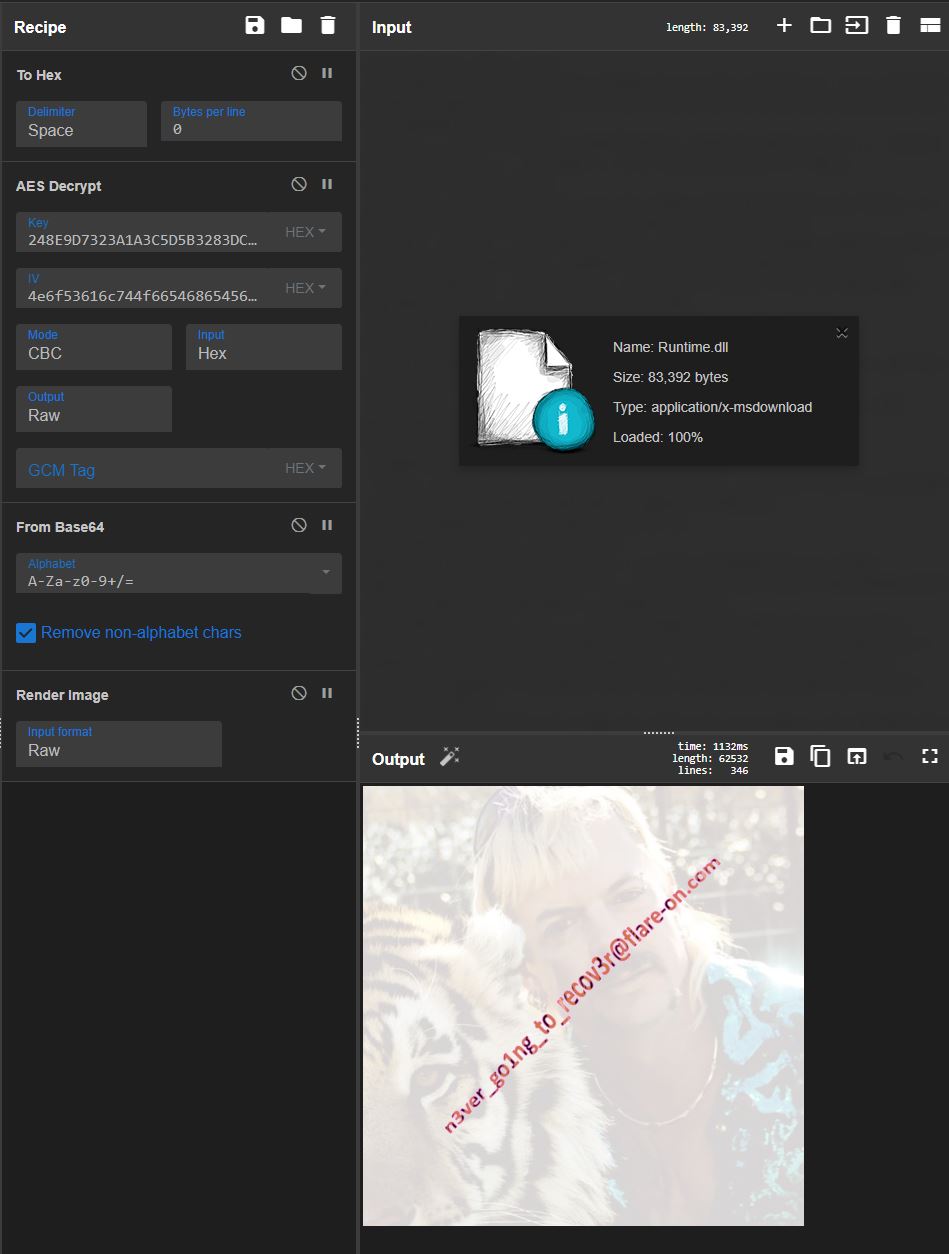 Recipe
To Hex
Delimiter
Space
Bytes per line
0
AES Decrypt
Key
248E9D7323A1A3C5D5B3283DC…
HEX
IV
4e6f53616c744f66546865456…
HEX
Mode
CBC
Input
Hex
Output
Raw
GCM Tag
HEX
From Base64
Alphabet
A-Za-z0-9+/=
Remove non-alphabet chars
Render Image
Input format
Raw
Input
length: 83,392
Name: Runtime.dll
Size: 83,392 bytes
Type: application/x-msdownload
Loaded: 100%
Output
time: 1132ms
length: 62532
lines: 346
n3ver_go1ng_to_recov3r@flare-on.com